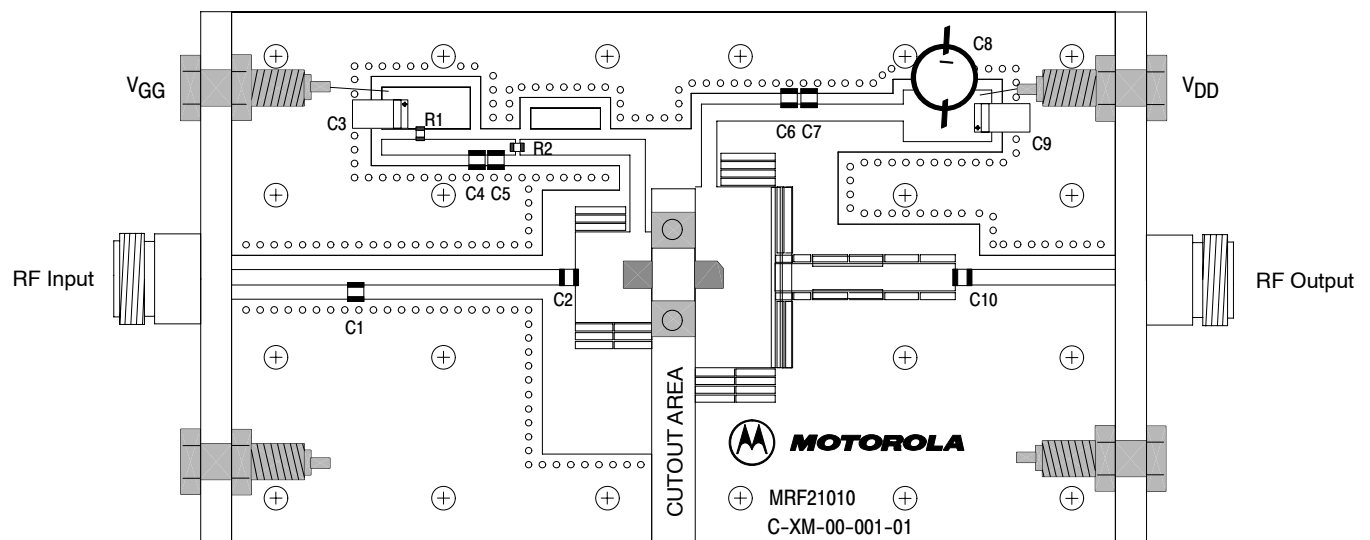 C8
VGG
VDD
C3
R1
C6 C7
C9
R2
C4 C5
RF Input
RF Output
C2
C10
C1
CUTOUT AREA
MOTOROLA
MRF21010
C-XM-00-001-01